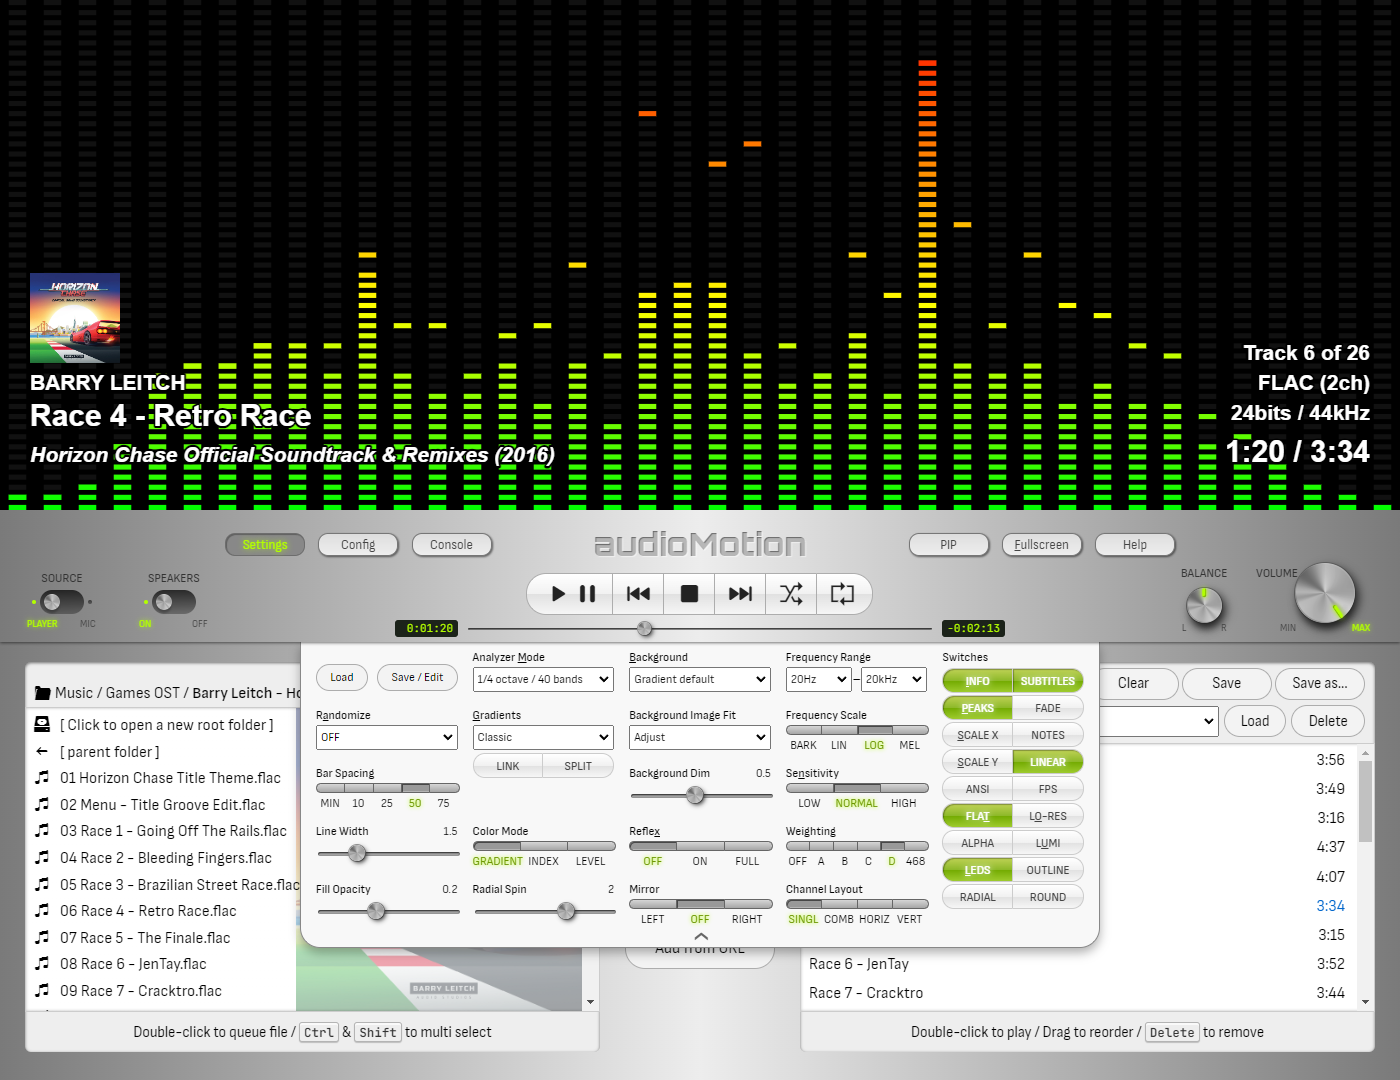 HORIZON
CHASE
BARRY LEITCH
Race 4 - Retro Race
Horizon Chase Official Soundtrack & Remixes (2016)
Track 6 of 26
FLAC (2ch)
24bits / 44kHz
1:20 / 3:34
Settings Config Console audioMotion PIP Fullscreen Help
SOURCE SPEAKERS BALANCE VOLUME
PLAYER MIC ON OFF L R MIN MAX
0:01:20 -0:02:13
Load Save / Edit
Randomize
OFF
Bar Spacing
MIN 10 25 50 75
Line Width 1.5
Fill Opacity 0.2
Analyzer Mode
1/4 octave / 40 bands
Gradients
Classic
LINK SPLIT
Color Mode
GRADIENT INDEX LEVEL
Radial Spin 2
Background
Gradient default
Background Image Fit
Adjust
Background Dim 0.5
Reflex
OFF ON FULL
Mirror
LEFT OFF RIGHT
Frequency Range
20Hz – 20kHz
Frequency Scale
BARK LIN LOG MEL
Sensitivity
LOW NORMAL HIGH
Weighting
OFF A B C D 468
Channel Layout
SINGL COMB HORIZ VERT
Switches
INFO SUBTITLES
PEAKS FADE
SCALE X NOTES
SCALE Y LINEAR
ANSI FPS
FLAT LO-RES
ALPHA LUMI
LEDS OUTLINE
RADIAL ROUND
Music / Games OST / Barry Leitch - Ho
[ Click to open a new root folder ]
[ parent folder ]
01 Horizon Chase Title Theme.flac
02 Menu - Title Groove Edit.flac
03 Race 1 - Going Off The Rails.flac
04 Race 2 - Bleeding Fingers.flac
05 Race 3 - Brazilian Street Race.flac
06 Race 4 - Retro Race.flac
07 Race 5 - The Finale.flac
08 Race 6 - JenTay.flac
09 Race 7 - Cracktro.flac
BARRY LEITCH
Double-click to queue file / Ctrl & Shift to multi select
Add from URL
Clear Save Save as...
Load Delete
3:56
3:49
3:16
4:37
4:07
3:34
3:15
Race 6 - JenTay 3:52
Race 7 - Cracktro 3:44
Double-click to play / Drag to reorder / Delete to remove